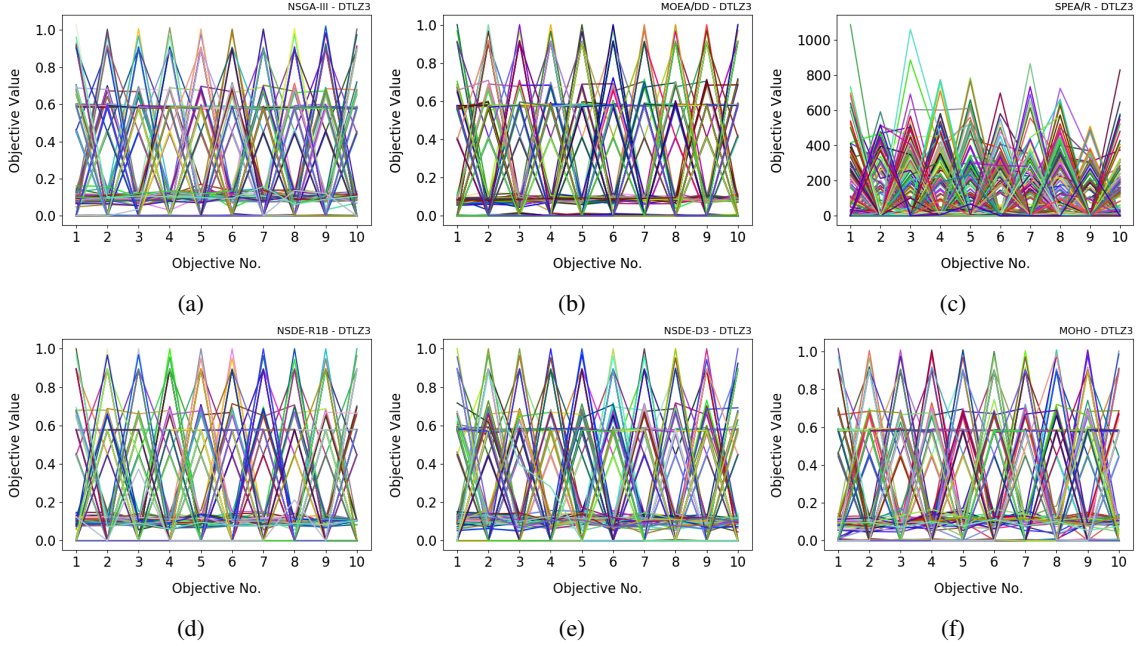 NSGA-III - DTLZ3
Objective Value
1.0
0.8
0.6
0.4
0.2
0.0
1 2 3 4 5 6 7 8 9 10
Objective No.
(a)
MOEA/DD - DTLZ3
Objective Value
1.0
0.8
0.6
0.4
0.2
0.0
1 2 3 4 5 6 7 8 9 10
Objective No.
(b)
SPEA/R - DTLZ3
Objective Value
1000
800
600
400
200
0
1 2 3 4 5 6 7 8 9 10
Objective No.
(c)
NSDE-R1B - DTLZ3
Objective Value
1.0
0.8
0.6
0.4
0.2
0.0
1 2 3 4 5 6 7 8 9 10
Objective No.
(d)
NSDE-D3 - DTLZ3
Objective Value
1.0
0.8
0.6
0.4
0.2
0.0
1 2 3 4 5 6 7 8 9 10
Objective No.
(e)
MOHO - DTLZ3
Objective Value
1.0
0.8
0.6
0.4
0.2
0.0
1 2 3 4 5 6 7 8 9 10
Objective No.
(f)